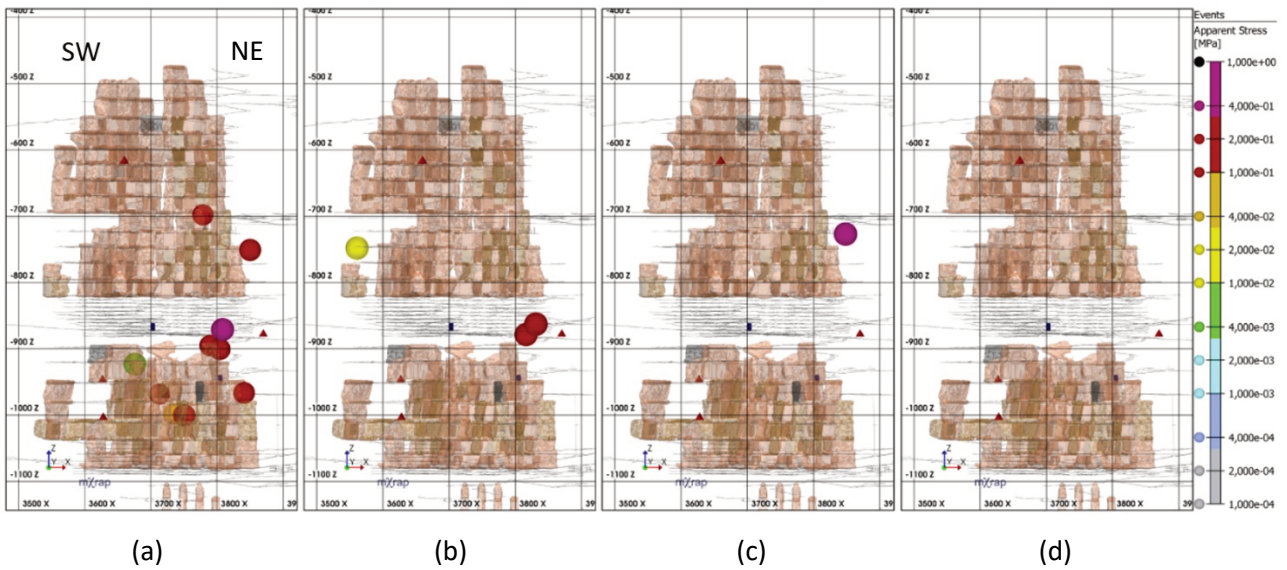 SW NE
-400 Z
-500 Z
-600 Z
-700 Z
-800 Z
-900 Z
-1000 Z
-1100 Z
Z
Y X
mXrap
3500 X 3600 X 3700 X 3800 X 39
-400 Z
-500 Z
-600 Z
-700 Z
-800 Z
-900 Z
-1000 Z
-1100 Z
Z
Y X
mXrap
3500 X 3600 X 3700 X 3800 X 39
-400 Z
-500 Z
-600 Z
-700 Z
-800 Z
-900 Z
-1000 Z
-1100 Z
Z
Y X
mXrap
3500 X 3600 X 3700 X 3800 X 39
-400 Z
-500 Z
-600 Z
-700 Z
-800 Z
-900 Z
-1000 Z
-1100 Z
Z
Y X
mXrap
3500 X 3600 X 3700 X 3800 X 39
Events
Apparent Stress
[MPa]
1,000e+00
4,000e-01
2,000e-01
1,000e-01
4,000e-02
2,000e-02
1,000e-02
4,000e-03
2,000e-03
1,000e-03
4,000e-04
2,000e-04
1,000e-04
(a) (b) (c) (d)